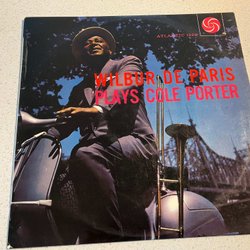 ATLANTIC
WILBUR DE PARIS
PLAYS COLE PORTER